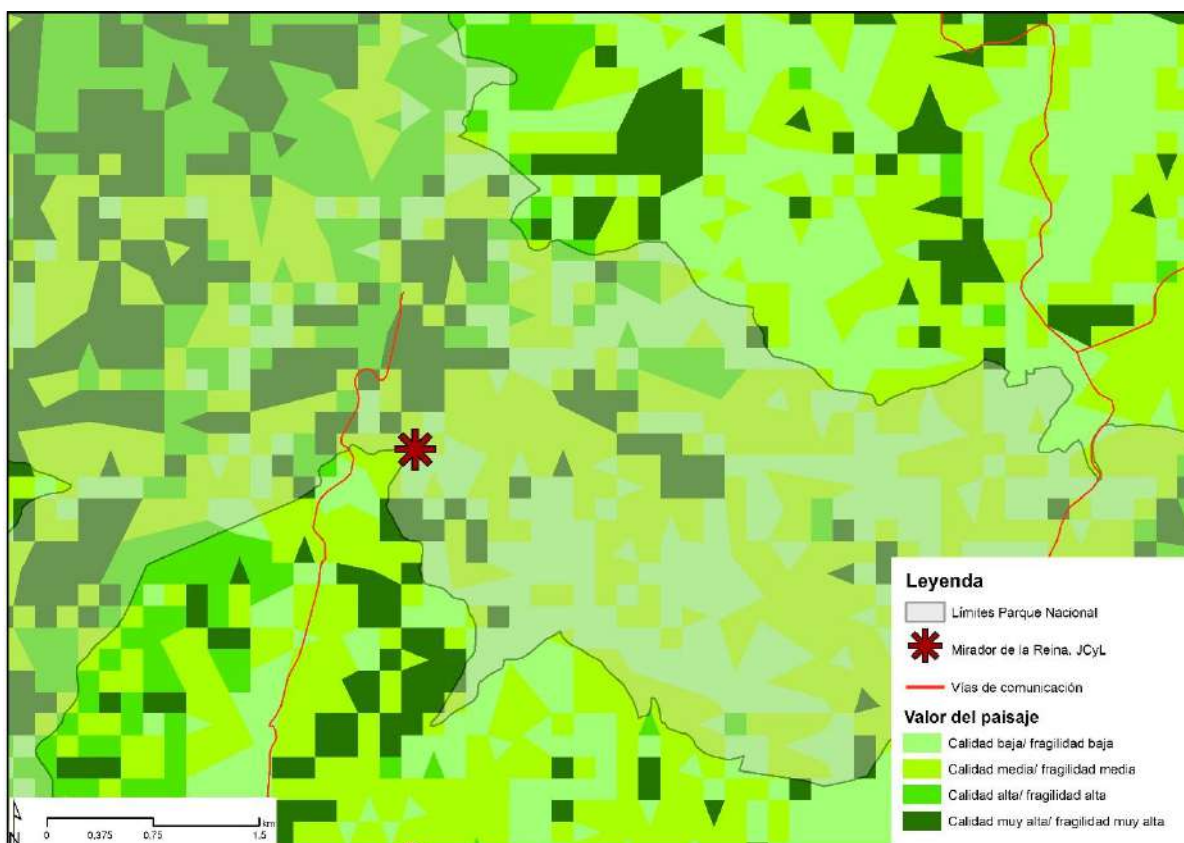 Leyenda
Límites Parque Nacional
Mirador de la Reina. JCyL
Vías de comunicación
Valor del paisaje
Calidad baja/ fragilidad baja
Calidad media/ fragilidad media
Calidad alta/ fragilidad alta
Calidad muy alta/ fragilidad muy alta
N
km
0 0,375 0,75 1,5